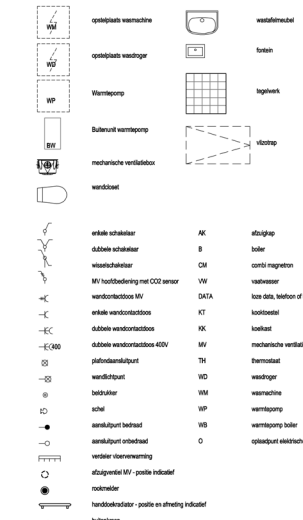 WM opstelplaats wasmachine
wastafelmeubel
WD opstelplaats wasdroger
fontein
WP Warmtepomp
tegelwerk
BW Buitenunit warmtepomp
vlizotrap
mechanische ventilatiebox
wandcloset
enkele schakelaar AK afzuigkap
dubbele schakelaar B boiler
wisselschakelaar CM combi magnetron
MV hoofdbediening met CO2 sensor VW vaatwasser
wandcontactdoos MV DATA loze data, telefoon of
enkele wandcontactdoos KT kooktoestel
dubbele wandcontactdoos KK koelkast
400 dubbele wandcontactdoos 400V MV mechanische ventilati
plafondaansluitpunt TH thermostaat
wandlichtpunt WD wasdroger
beldrukker WM wasmachine
schel WP warmtepomp
aansluitpunt bedraad WB warmtepomp boiler
aansluitpunt onbedraad O oplaadpunt elektrisch
verdeler vloerverwarming
afzuigventiel MV - positie indicatief
rookmelder
handdoekradiator - positie en afmeting indicatief